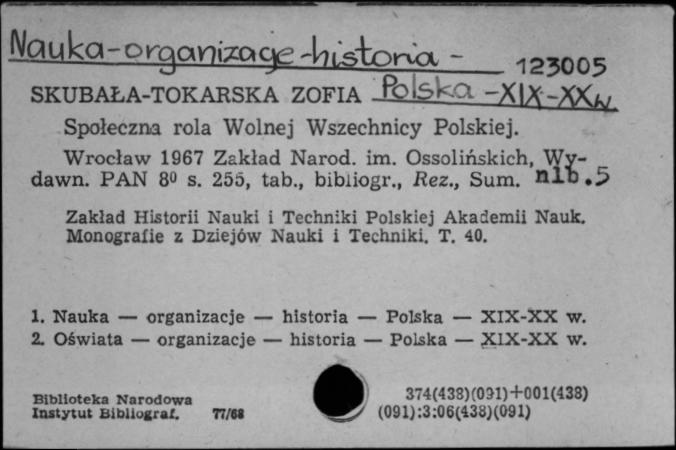 Nauka-organizacje-historia -
123005
SKUBAŁA-TOKARSKA ZOFIA Polska -XIX-XXw
Społeczna rola Wolnej Wszechnicy Polskiej.
Wrocław 1967 Zakład Narod. im. Ossolińskich, Wy-
dawn. PAN 8⁰ s. 255, tab., bibliogr., Rez., Sum. nlb.5
Zakład Historii Nauki i Techniki Polskiej Akademii Nauk.
Monografie z Dziejów Nauki i Techniki. T. 40.
1. Nauka — organizacje — historia — Polska — XIX-XX w.
2. Oświata — organizacje — historia — Polska — XIX-XX w.
Biblioteka Narodowa
Instytut Bibliograf. 77/68
374(438)(091)+001(438)
(091):3:06(438)(091)